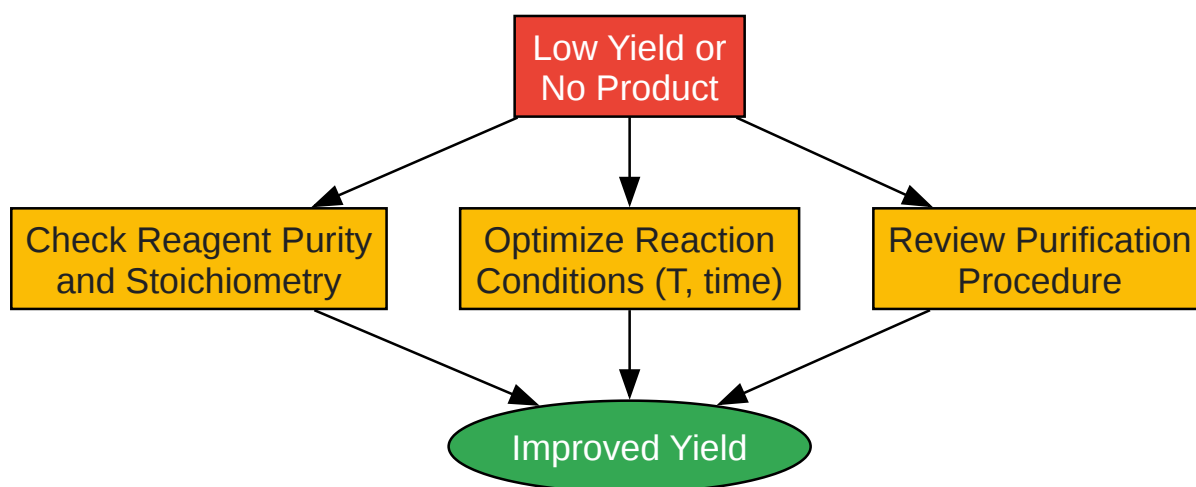 Low Yield or
No Product
Check Reagent Purity
and Stoichiometry
Optimize Reaction
Conditions (T, time)
Review Purification
Procedure
Improved Yield